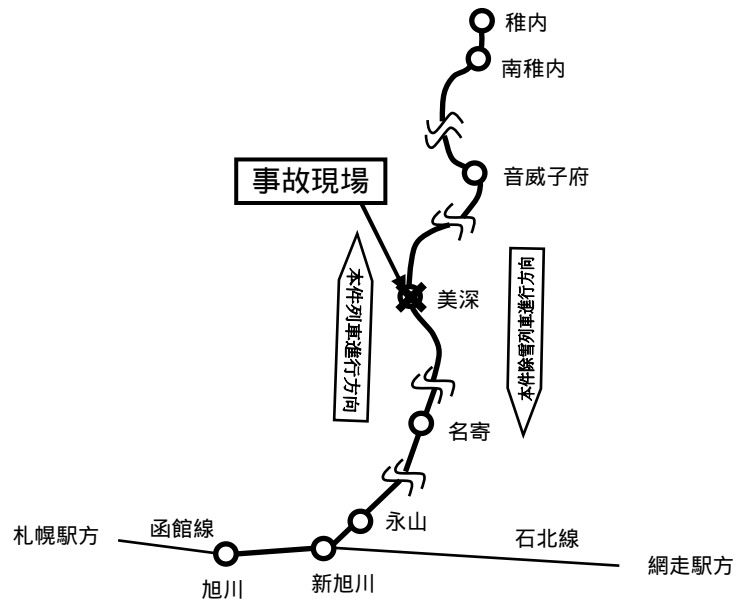 稚内
南稚内
音威子府
事故現場
美深
本件列車進行方向
本件除雪列車進行方向
名寄
永山
函館線
札幌駅方
石北線
網走駅方
旭川
新旭川